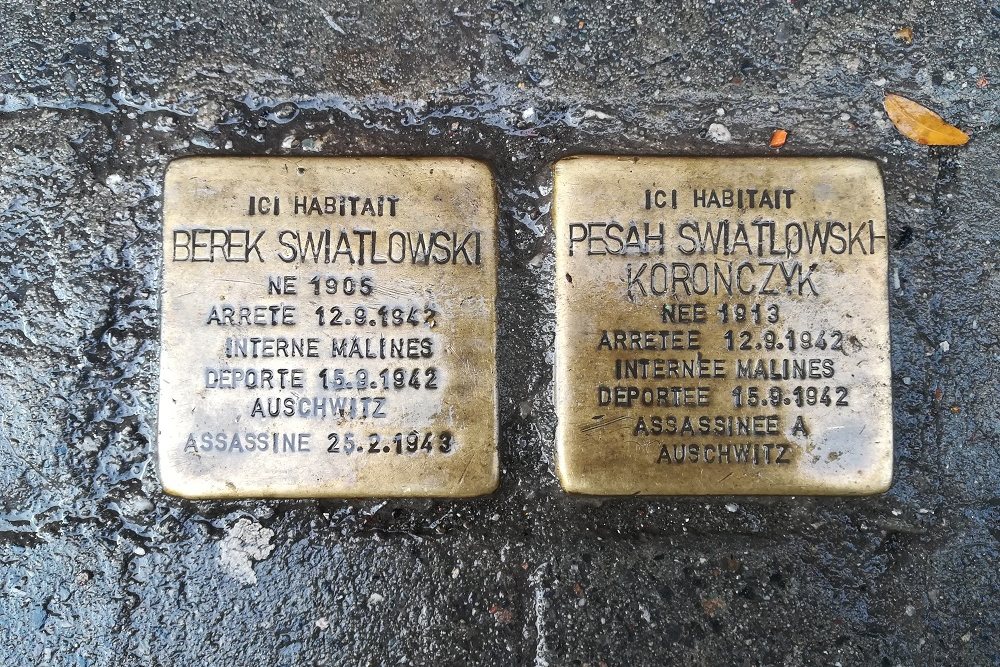 ICI HABITAIT
BEREK SWIATLOWSKI
NE 1905
ARRETE 12.9.1942
INTERNE MALINES
DEPORTE 15.9.1942
AUSCHWITZ
ASSASSINE 25.2.1943
ICI HABITAIT
PESAH SWIATLOWSKI-
KOROŃCZYK
NEE 1913
ARRETEE 12.9.1942
INTERNEE MALINES
DEPORTEE 15.9.1942
ASSASSINEE A
AUSCHWITZ